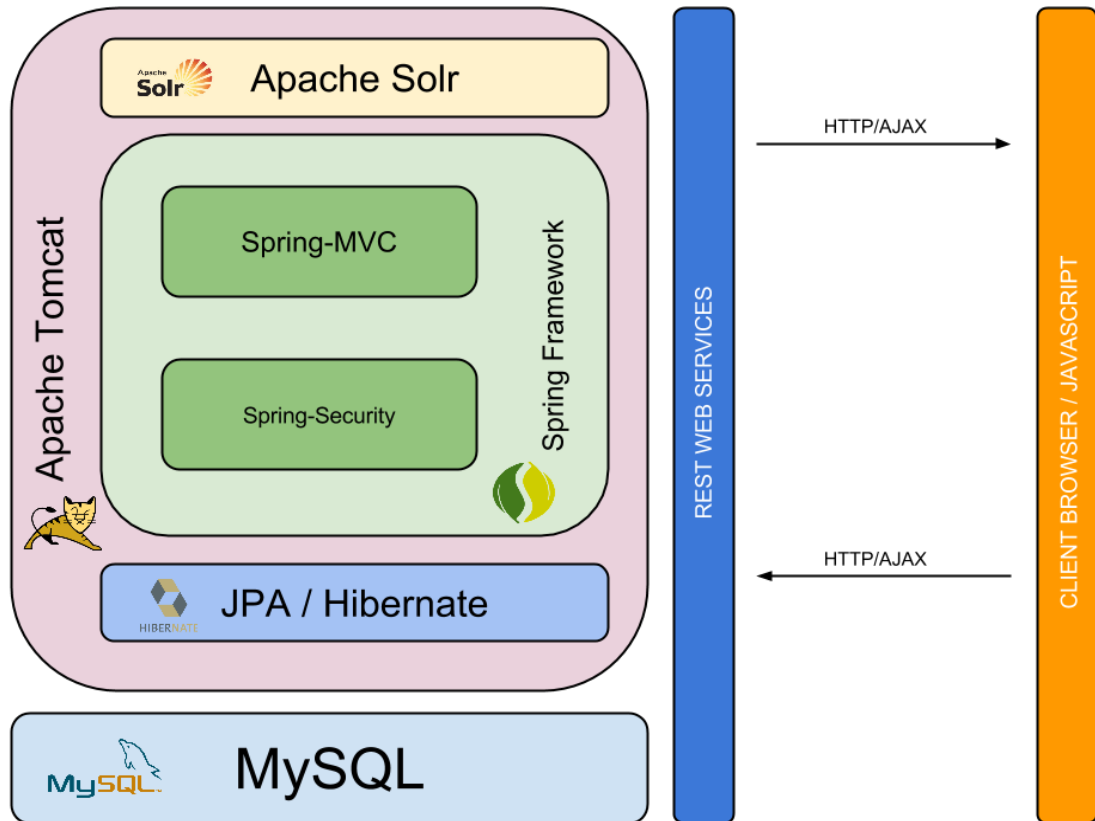 Apache
Solr
Apache Solr
Spring-MVC
Spring-Security
Spring Framework
Apache Tomcat
HIBERNATE
JPA / Hibernate
MySQL
MySQL
REST WEB SERVICES
HTTP/AJAX
HTTP/AJAX
CLIENT BROWSER / JAVASCRIPT